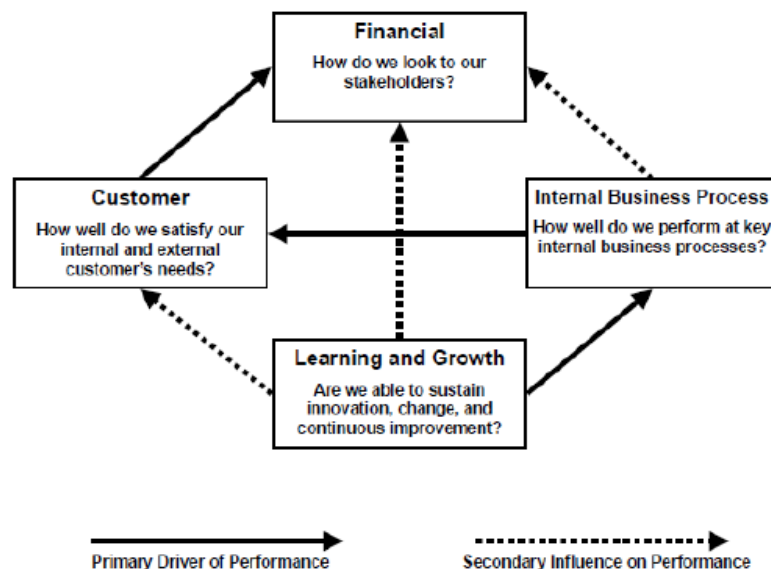 Financial
How do we look to our
stakeholders?
Customer
How well do we satisfy our
internal and external
customer's needs?
Internal Business Process
How well do we perform at key
internal business processes?
Learning and Growth
Are we able to sustain
innovation, change, and
continuous improvement?
Primary Driver of Performance
Secondary Influence on Performance